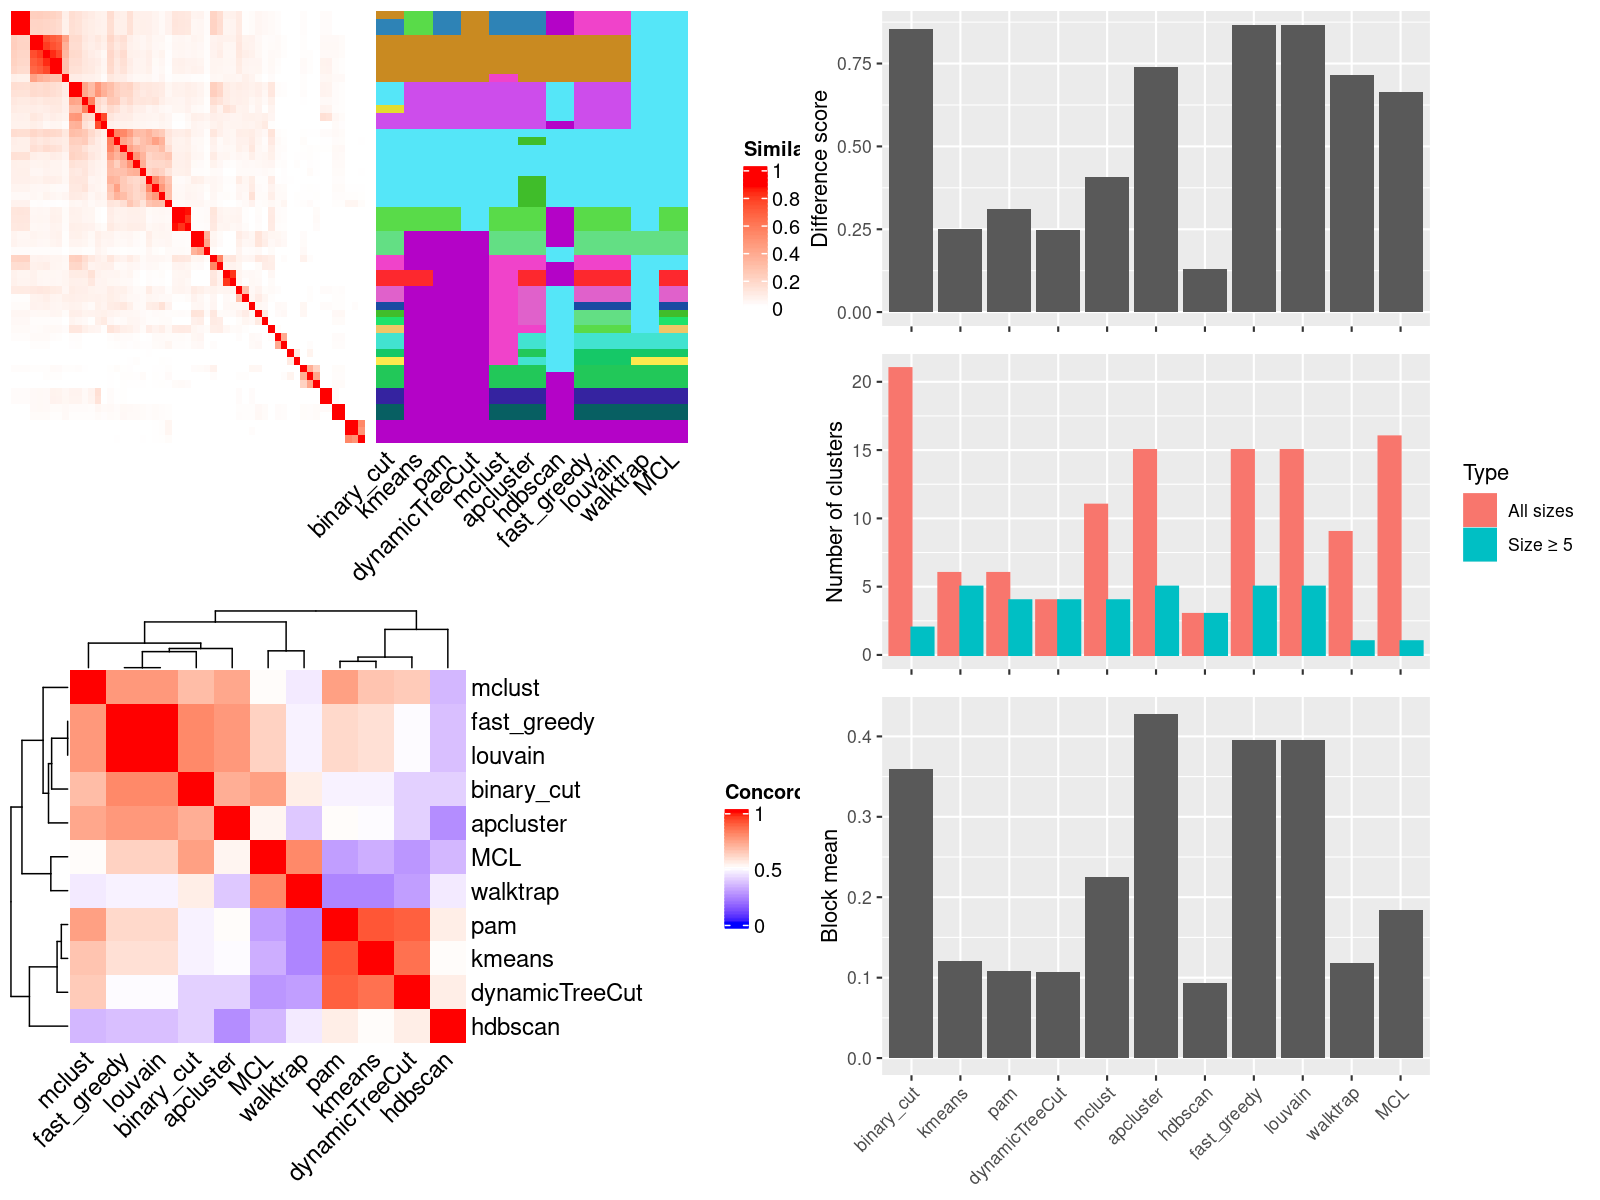 Simila
1
0.8
0.6
0.4
0.2
0
binary_cut
kmeans
pam
dynamicTreeCut
mclust
apcluster
hdbscan
fast_greedy
louvain
walktrap
MCL
mclust
fast_greedy
louvain
binary_cut
apcluster
MCL
walktrap
pam
kmeans
dynamicTreeCut
hdbscan
mclust
fast_greedy
louvain
binary_cut
apcluster
MCL
walktrap
pam
kmeans
dynamicTreeCut
hdbscan
Concord
1
0.5
0
Difference score
0.75
0.50
0.25
0.00
Number of clusters
20
15
10
5
0
Type
All sizes
Size ≥ 5
Block mean
0.4
0.3
0.2
0.1
0.0
binary_cut
kmeans
pam
dynamicTreeCut
mclust
apcluster
hdbscan
fast_greedy
louvain
walktrap
MCL